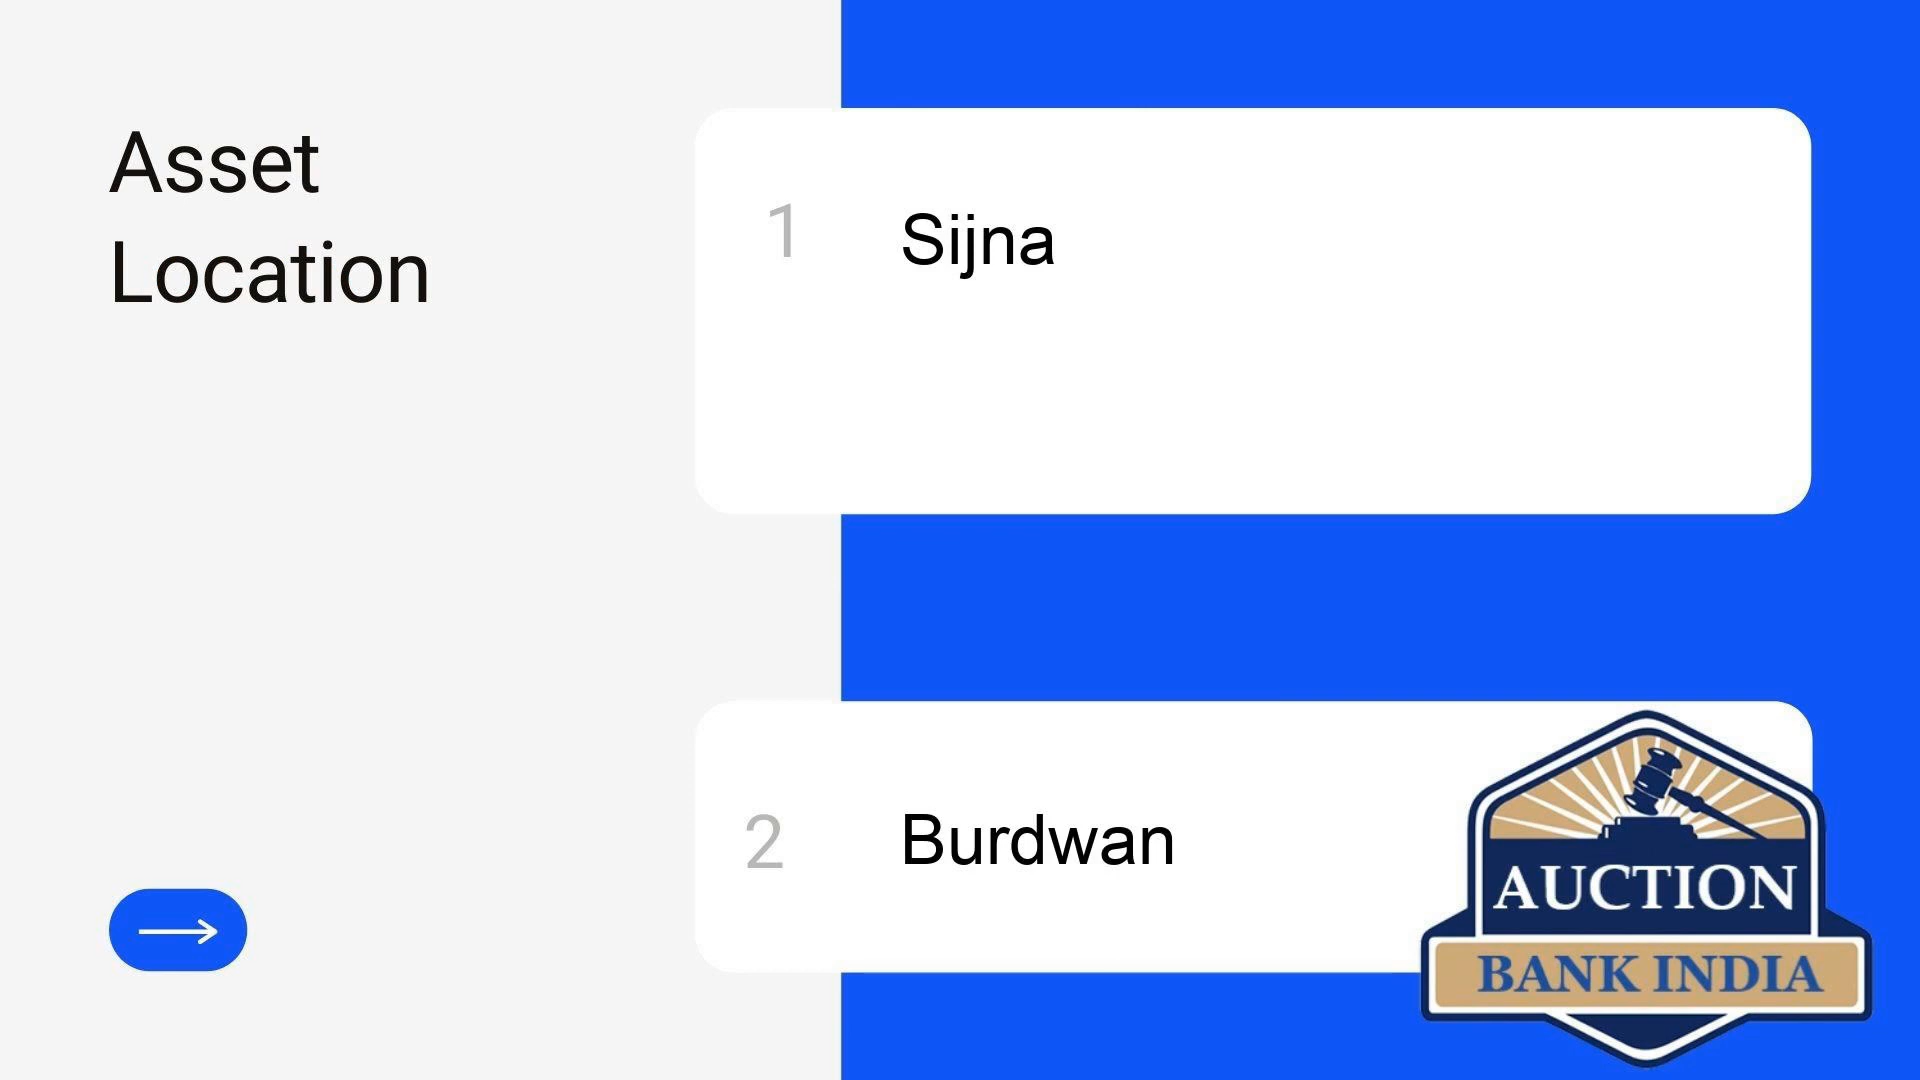 Asset
Location
1
Sijna
2
Burdwan
AUCTION
BANK INDIA